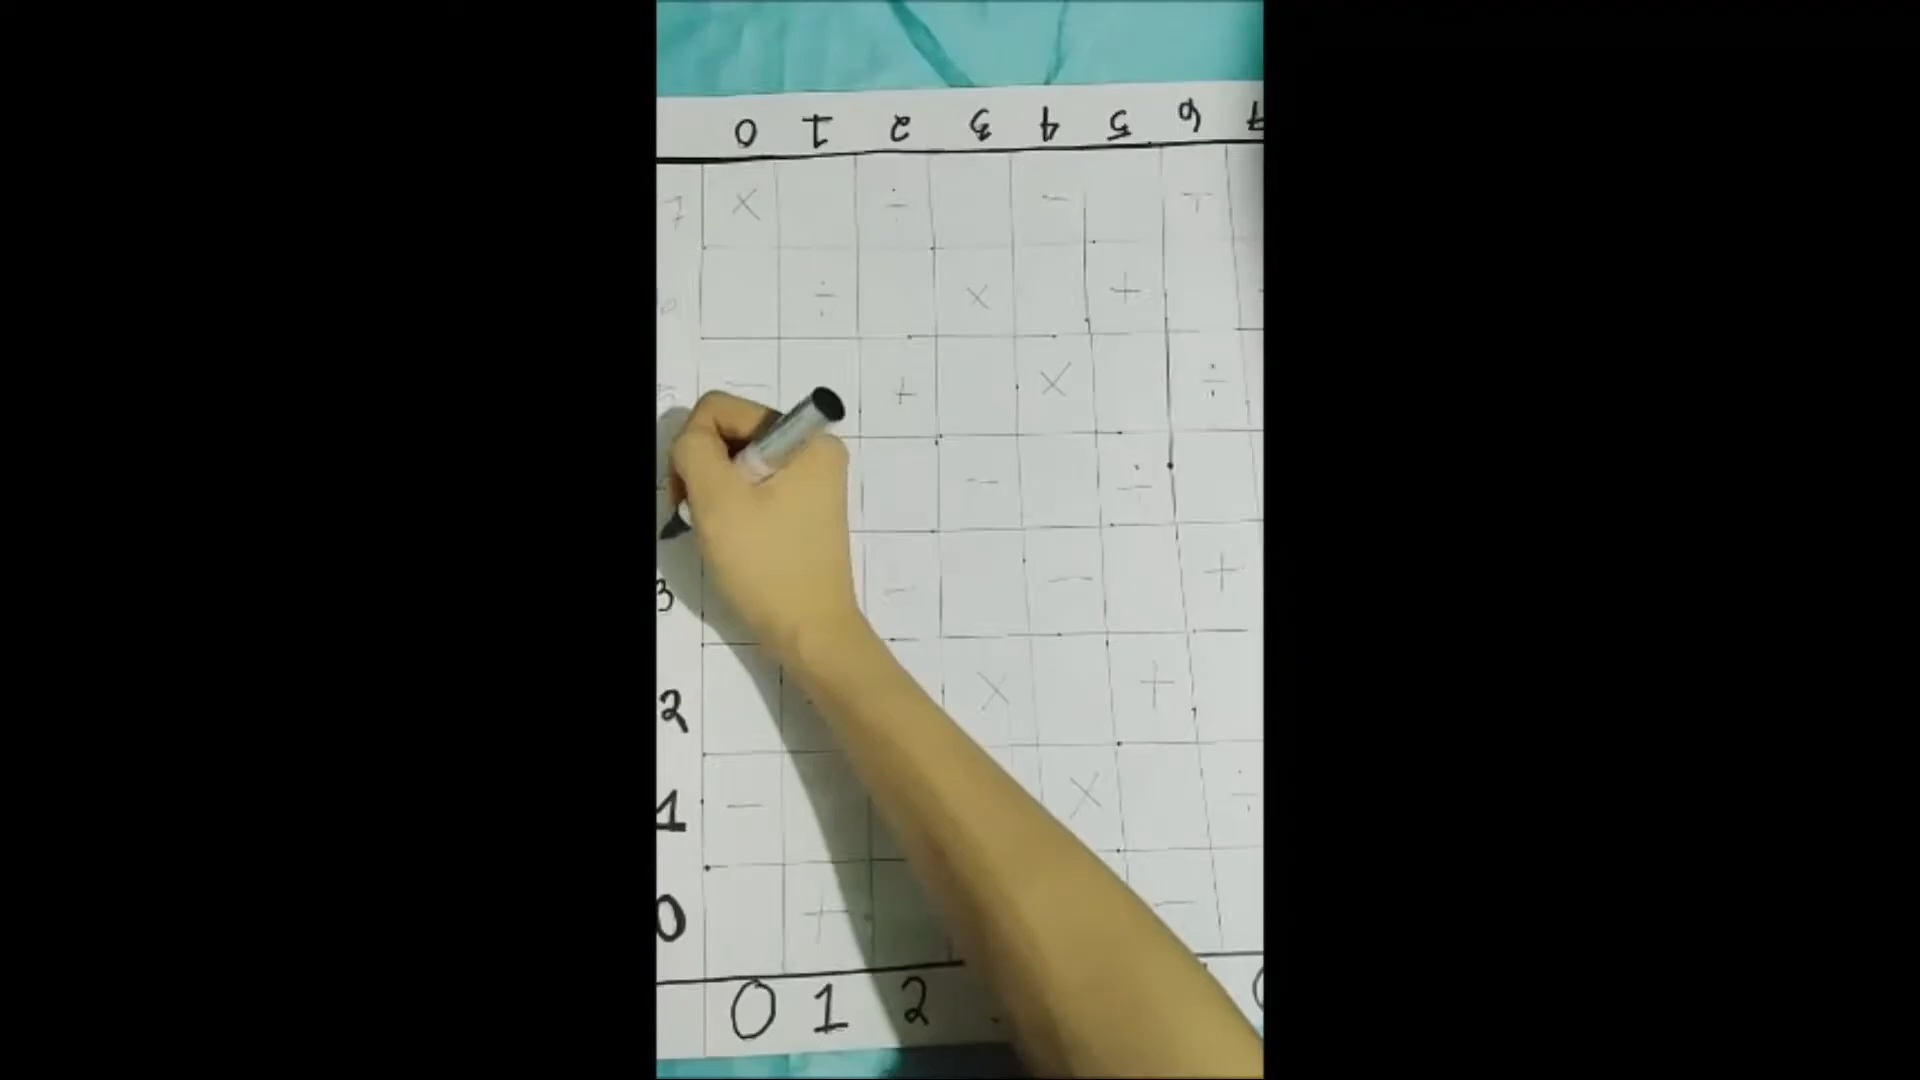 0 1 2 3 4 5 6 7
7 × ÷ - +
÷ × +
- + × ÷
- ÷
3 - - +
2 × +
1 - × ÷
0 + -
0 1 2